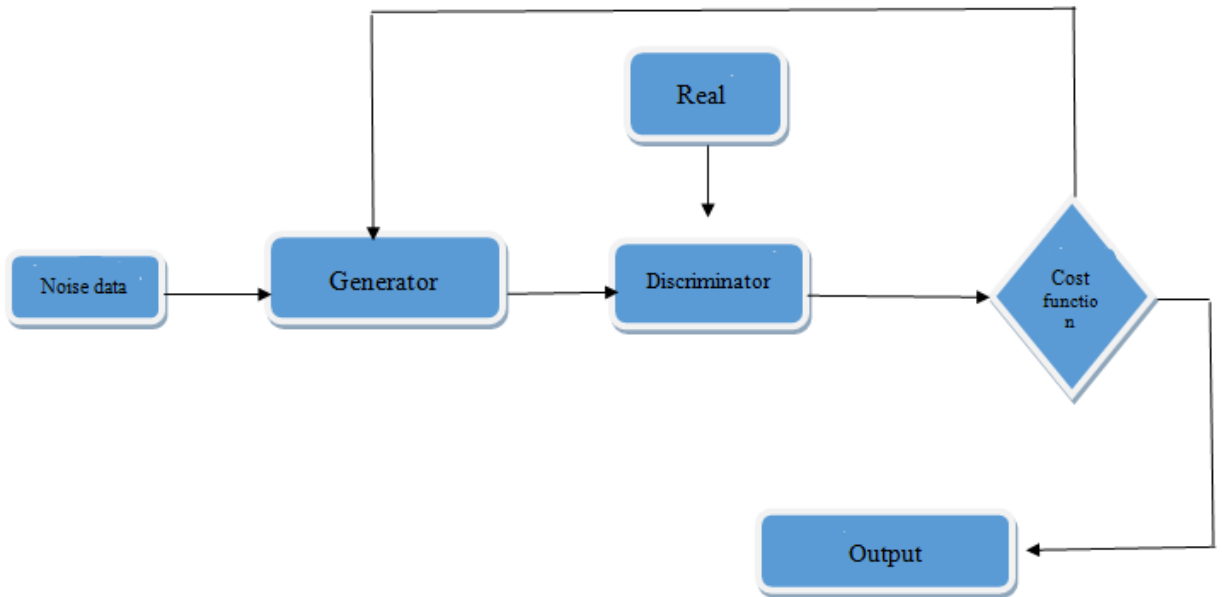 Real
Noise data
Generator
Discriminator
Cost
functio
n
Output